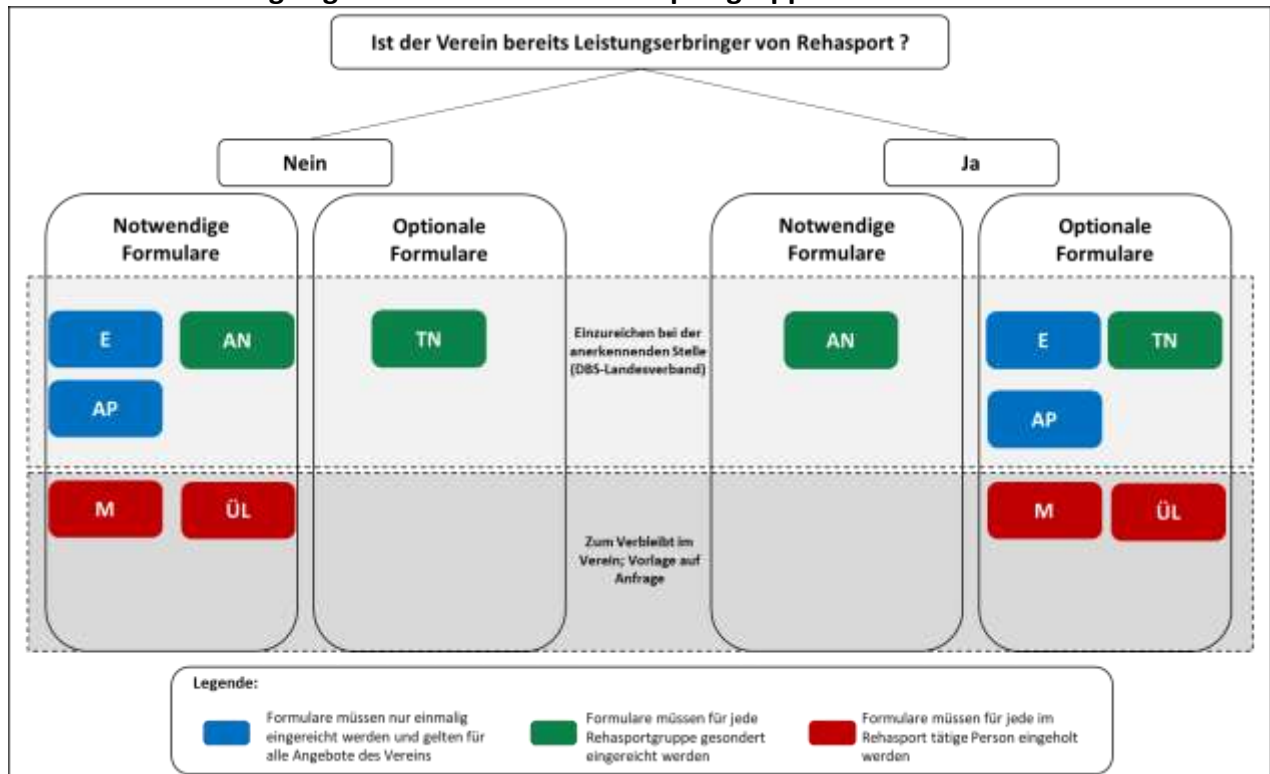 Ist der Verein bereits Leistungserbringer von Rehasport ?
Nein
Ja
Notwendige
Formulare
Optionale
Formulare
Notwendige
Formulare
Optionale
Formulare
E
AN
AP
TN
Einzureichen bei der
anerkennenden Stelle
(DBS-Landesverband)
AN
E
TN
AP
M
ÜL
Zum Verbleibt im
Verein; Vorlage auf
Anfrage
M
ÜL
Legende:
Formulare müssen nur einmalig
eingereicht werden und gelten für
alle Angebote des Vereins
Formulare müssen für jede
Rehasportgruppe gesondert
eingereicht werden
Formulare müssen für jede im
Rehasport tätige Person eingeholt
werden